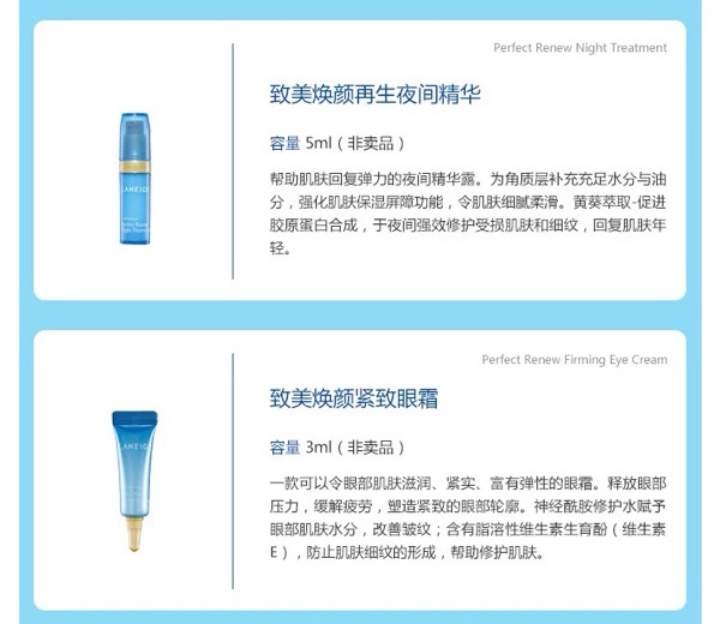 Perfect Renew Night Treatment
致美焕颜再生夜间精华
容量 5ml（非卖品）
帮助肌肤回复弹力的夜间精华露。为角质层补充充足水分与油
分，强化肌肤保湿屏障功能，令肌肤细腻柔滑。黄葵萃取-促进
胶原蛋白合成，于夜间强效修护受损肌肤和细纹，回复肌肤年
轻。
LANEIGE
Perfect Renew Firming Eye Cream
致美焕颜紧致眼霜
容量 3ml（非卖品）
一款可以令眼部肌肤滋润、紧实、富有弹性的眼霜。释放眼部
压力，缓解疲劳，塑造紧致的眼部轮廓。神经酰胺修护水赋予
眼部肌肤水分，改善皱纹；含有脂溶性维生素生育酚（维生素
E），防止肌肤细纹的形成，帮助修护肌肤。
LANEIGE